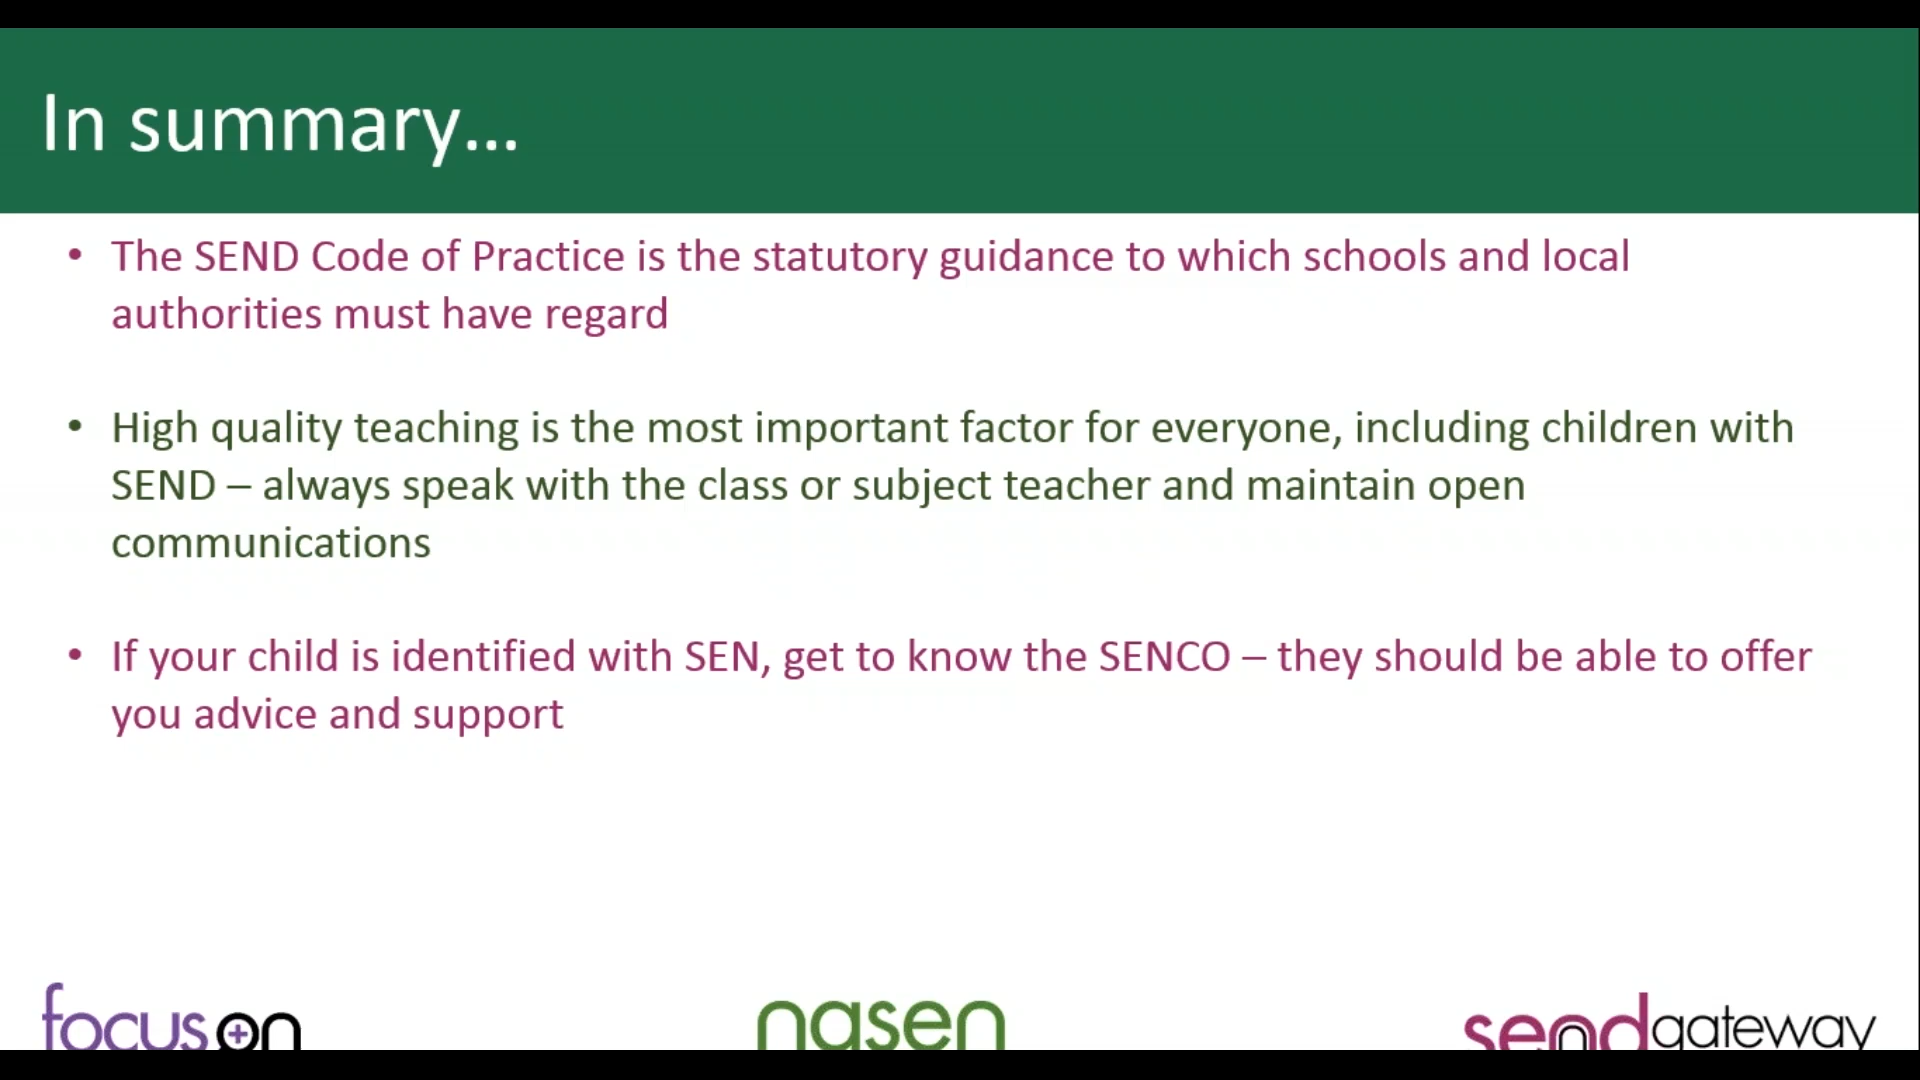 In summary...
• The SEND Code of Practice is the statutory guidance to which schools and local
authorities must have regard
• High quality teaching is the most important factor for everyone, including children with
SEND – always speak with the class or subject teacher and maintain open
communications
• If your child is identified with SEN, get to know the SENCO – they should be able to offer
you advice and support
focus on
nasen
sendgateway